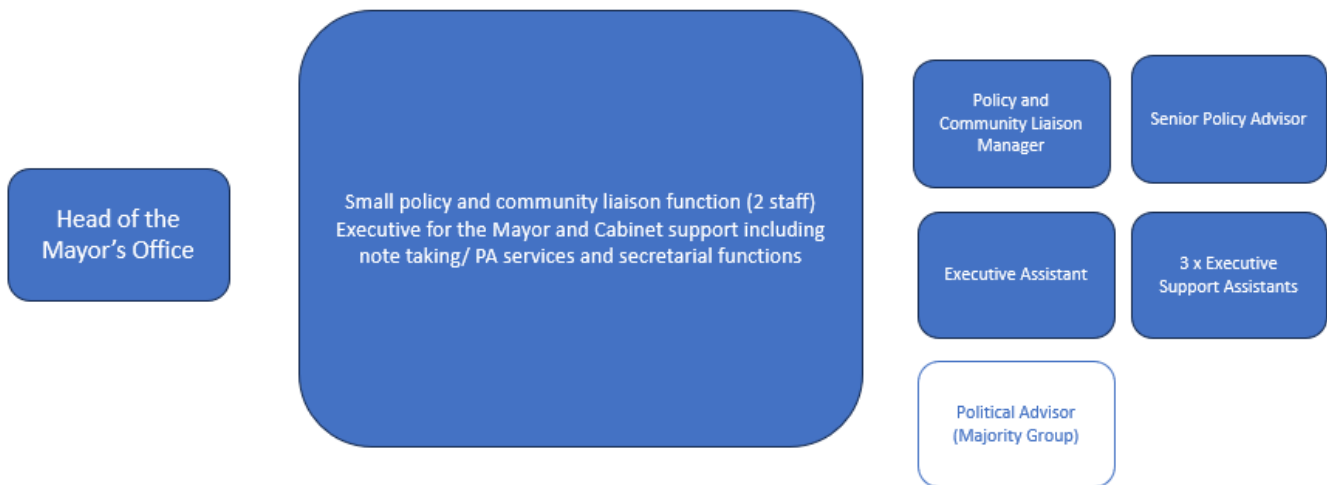 Head of the
Mayor’s Office
Small policy and community liaison function (2 staff)
Executive for the Mayor and Cabinet support including
note taking/ PA services and secretarial functions
Policy and
Community Liaison
Manager
Senior Policy Advisor
Executive Assistant
3 x Executive
Support Assistants
Political Advisor
(Majority Group)